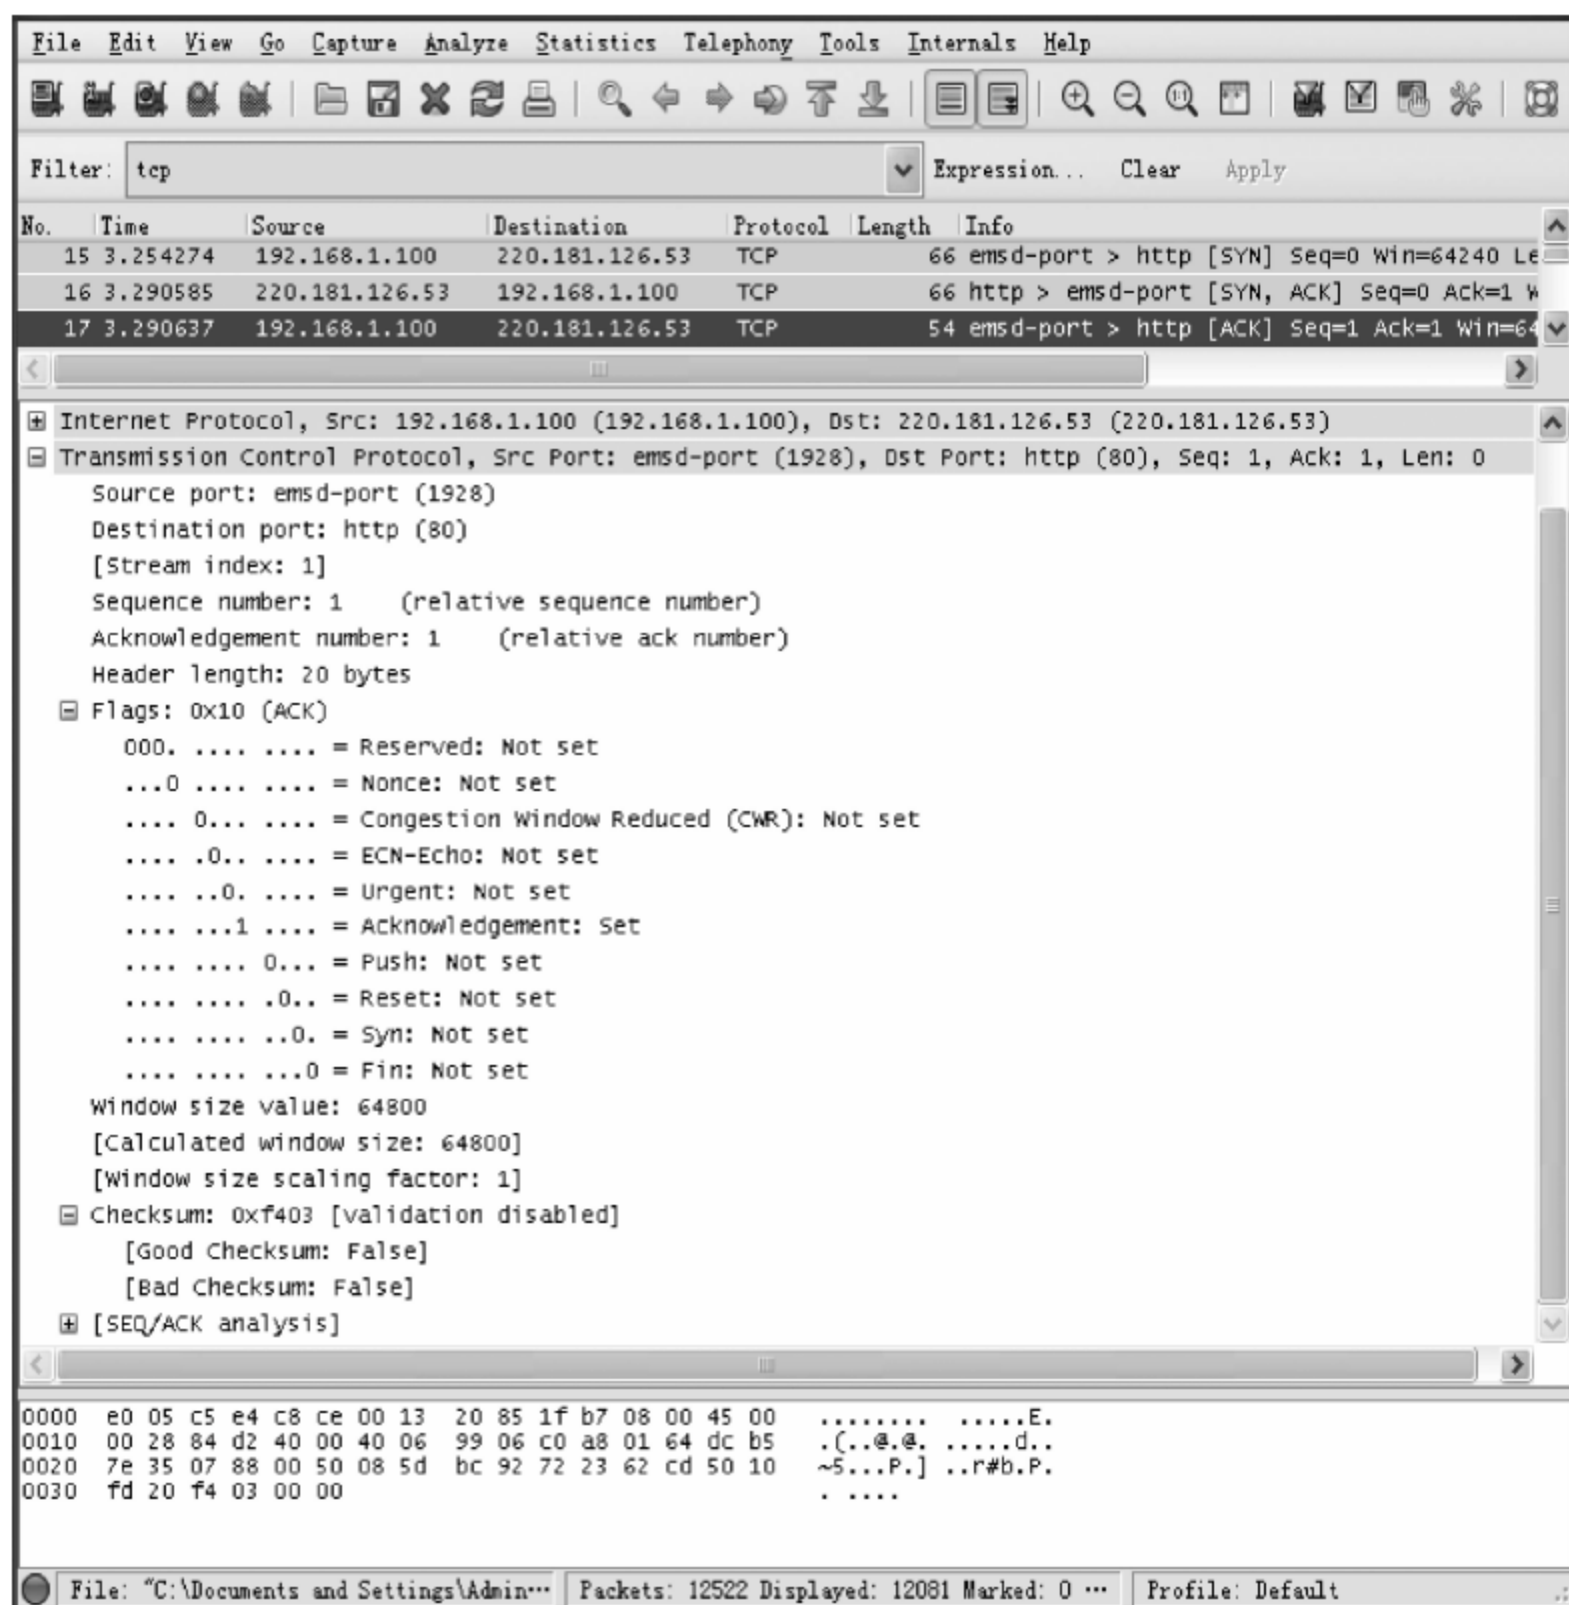 File Edit View Go Capture Analyze Statistics Telephony Tools Internals Help
Filter: tcp Expression... Clear Apply
No. Time Source Destination Protocol Length Info
15 3.254274 192.168.1.100 220.181.126.53 TCP 66 emsd-port > http [SYN] Seq=0 Win=64240 Le
16 3.290585 220.181.126.53 192.168.1.100 TCP 66 http > emsd-port [SYN, ACK] Seq=0 Ack=1 W
17 3.290637 192.168.1.100 220.181.126.53 TCP 54 emsd-port > http [ACK] Seq=1 Ack=1 Win=64
Internet Protocol, Src: 192.168.1.100 (192.168.1.100), Dst: 220.181.126.53 (220.181.126.53)
Transmission Control Protocol, Src Port: emsd-port (1928), Dst Port: http (80), Seq: 1, Ack: 1, Len: 0
Source port: emsd-port (1928)
Destination port: http (80)
[Stream index: 1]
Sequence number: 1 (relative sequence number)
Acknowledgement number: 1 (relative ack number)
Header length: 20 bytes
Flags: 0x10 (ACK)
000. .... .... = Reserved: Not set
...0 .... .... = Nonce: Not set
.... 0... .... = Congestion Window Reduced (CWR): Not set
.... .0.. .... = ECN-Echo: Not set
.... ..0. .... = Urgent: Not set
.... ...1 .... = Acknowledgement: Set
.... .... 0... = Push: Not set
.... .... .0.. = Reset: Not set
.... .... ..0. = Syn: Not set
.... .... ...0 = Fin: Not set
Window size value: 64800
[Calculated window size: 64800]
[Window size scaling factor: 1]
Checksum: 0xf403 [validation disabled]
[Good Checksum: False]
[Bad Checksum: False]
[SEQ/ACK analysis]
0000 e0 05 c5 e4 c8 ce 00 13 20 85 1f b7 08 00 45 00 ........ .....E.
0010 00 28 84 d2 40 00 40 06 99 06 c0 a8 01 64 dc b5 .(..@.@. .....d..
0020 7e 35 07 88 00 50 08 5d bc 92 72 23 62 cd 50 10 ~5...P.] ..r#b.P.
0030 fd 20 f4 03 00 00 . ....
File: "C:\Documents and Settings\Admin... Packets: 12522 Displayed: 12081 Marked: 0 ... Profile: Default